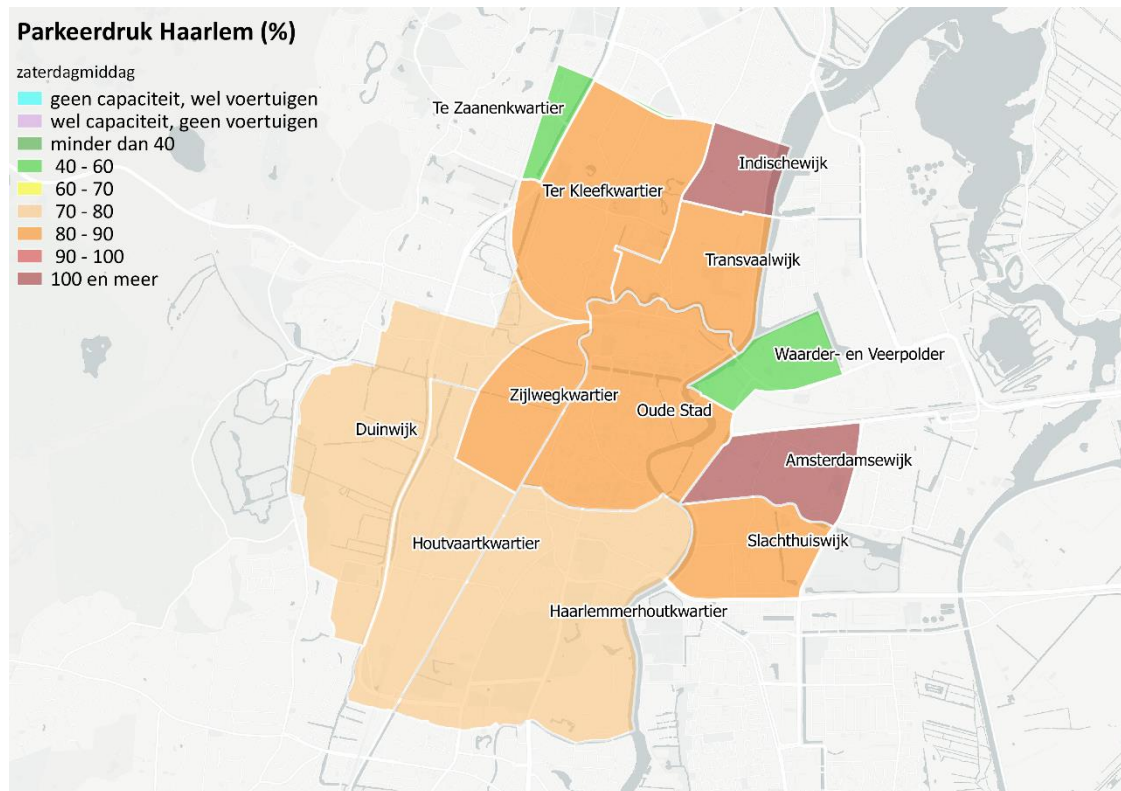 Parkeerdruk Haarlem (%)
zaterdagmiddag
geen capaciteit, wel voertuigen
wel capaciteit, geen voertuigen
minder dan 40
40 - 60
60 - 70
70 - 80
80 - 90
90 - 100
100 en meer
Te Zaanenkwartier
Indischewijk
Ter Kleefkwartier
Transvaalwijk
Waarder- en Veerpolder
Zijlwegkwartier
Oude Stad
Duinwijk
Amsterdamsewijk
Houtvaartkwartier
Slachthuiswijk
Haarlemmerhoutkwartier